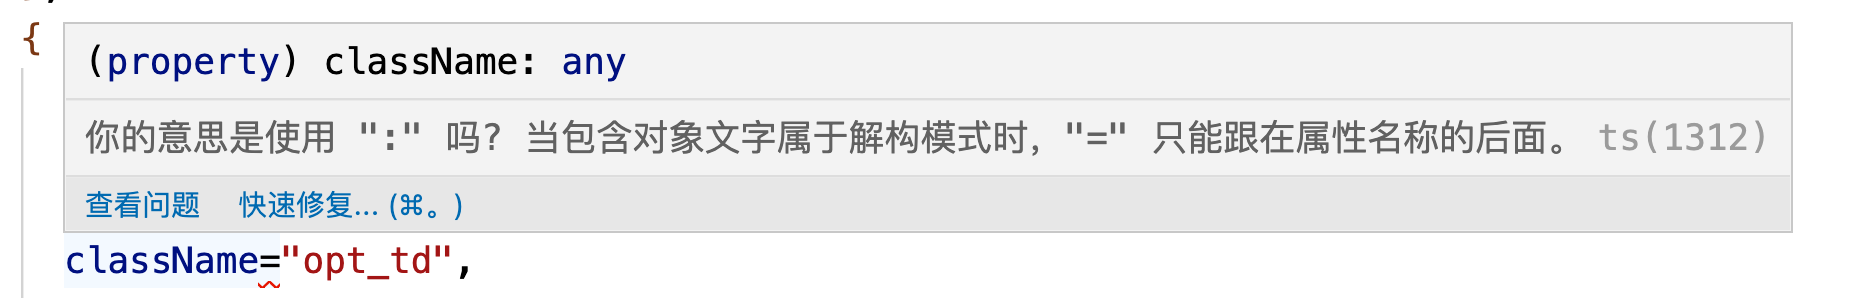 {
(property) className: any
你的意思是使用 ":" 吗? 当包含对象文字属于解构模式时，"=" 只能跟在属性名称的后面。 ts(1312)
查看问题 快速修复... (⌘。)
className="opt_td",